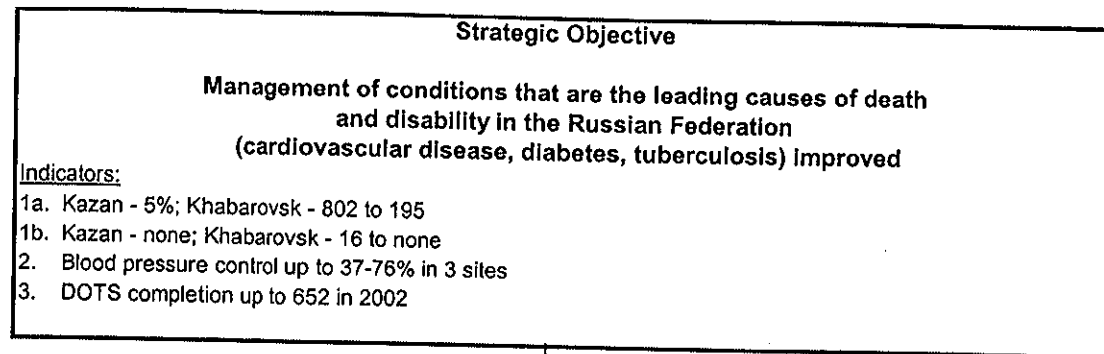 Strategic Objective
Management of conditions that are the leading causes of death
and disability in the Russian Federation
(cardiovascular disease, diabetes, tuberculosis) improved
Indicators:
1a. Kazan - 5%; Khabarovsk - 802 to 195
1b. Kazan - none; Khabarovsk - 16 to none
2. Blood pressure control up to 37-76% in 3 sites
3. DOTS completion up to 652 in 2002